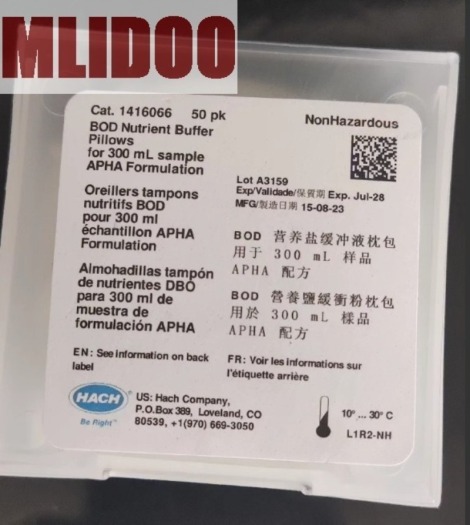 MLIDOO
Cat. 1416066 50 pk
NonHazardous
BOD Nutrient Buffer
Pillows
for 300 mL sample
APHA Formulation
Lot A3159
Exp/Validade/保質期 Exp. Jul-28
MFG/製造日期 15-08-23
Oreillers tampons
nutritifs BOD
pour 300 ml
échantillon APHA
Formulation
BOD 营养盐缓冲液枕包
用于 300 mL 样品
APHA 配方
Almohadillas tampón
de nutrientes DBO
para 300 ml de
muestra de
formulación APHA
BOD 營養鹽緩衝粉枕包
用於 300 mL 樣品
APHA 配方
EN: See information on back
label
FR: Voir les informations sur
l'étiquette arrière
HACH
Be Right™
US: Hach Company,
P.O.Box 389, Loveland, CO
80539, +1(970) 669-3050
10° ... 30° C
L1R2-NH